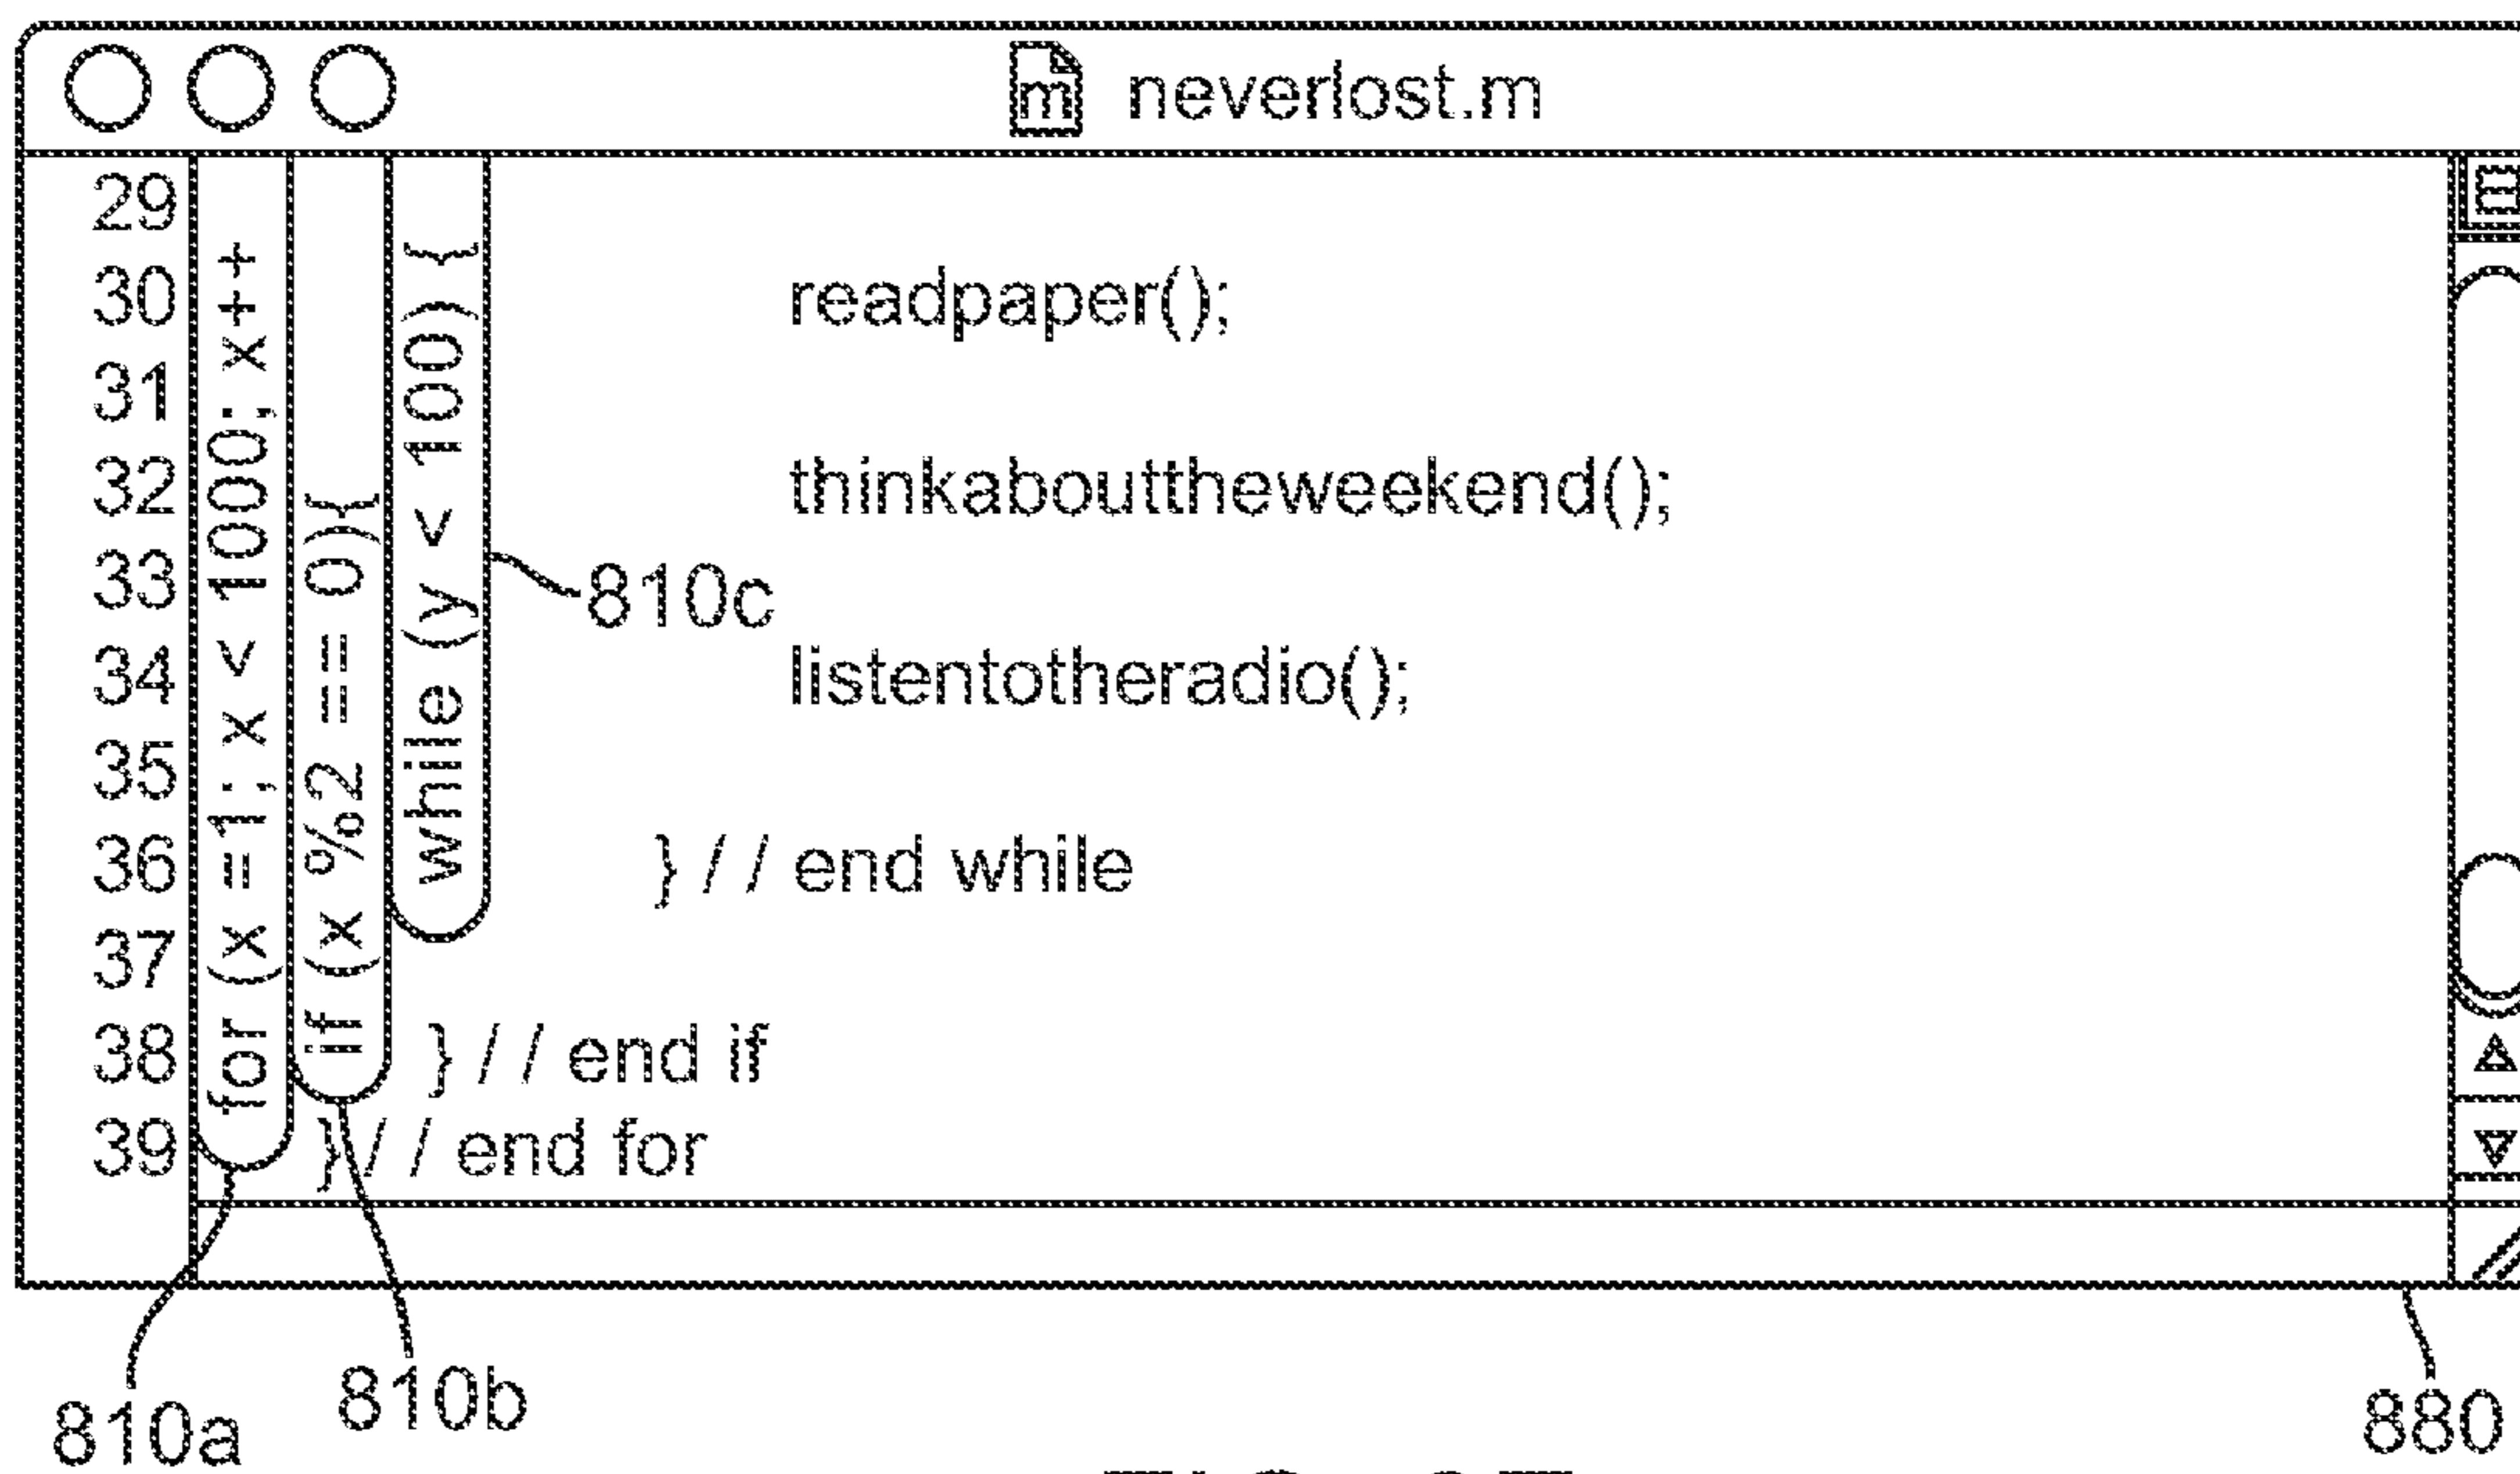 neverlost.m
29
30 readpaper();
31
32 thinkabouttheweekend();
33
34 listentotheradio();
35
36 } / / end while
37
38 } / / end if
39 } / / end for
for (x =1; x < 1000; x++
if (x %2 == 0){
while (y < 100) {
810c
810a
810b
880